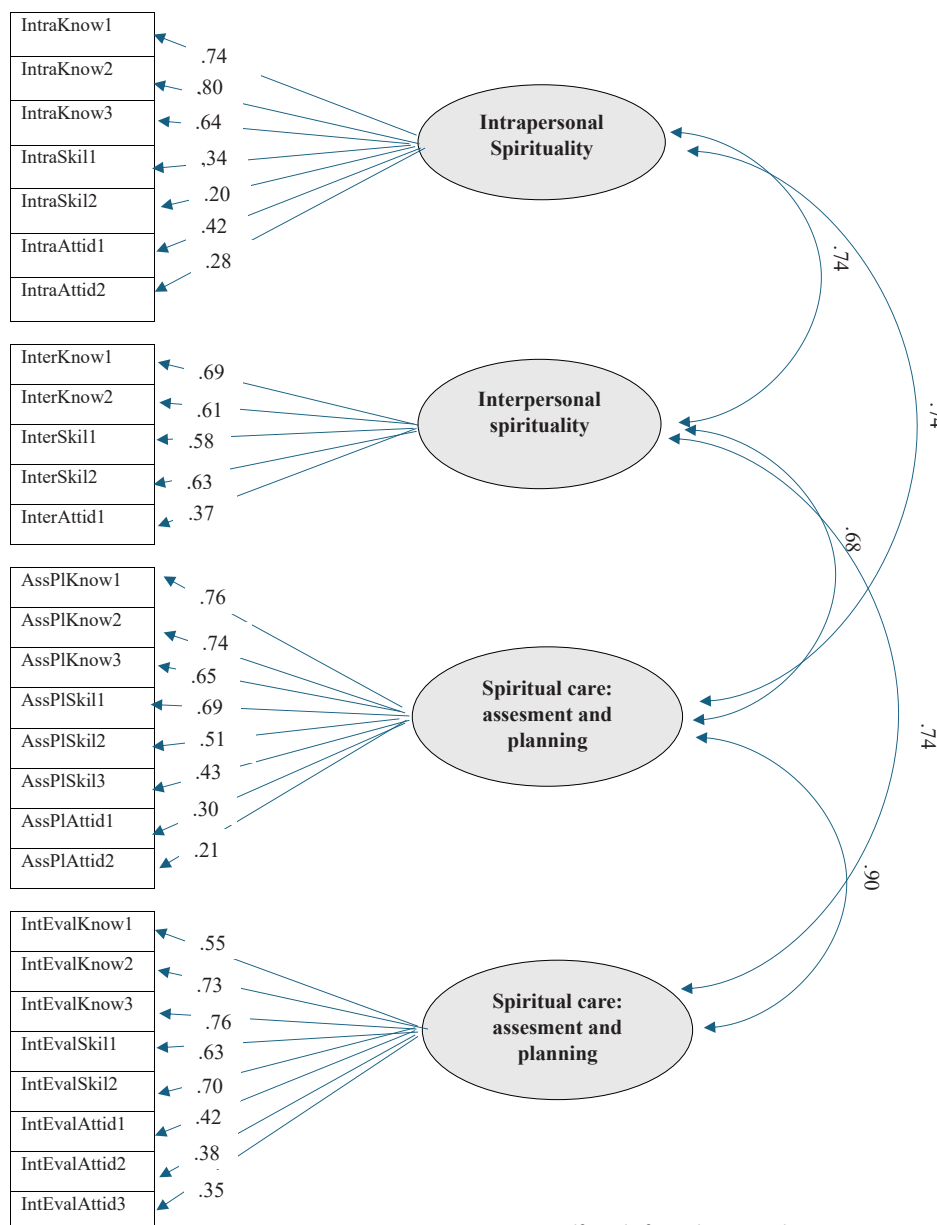 IntraKnow1
IntraKnow2
IntraKnow3
IntraSkil1
IntraSkil2
IntraAttid1
IntraAttid2
.74
.80
.64
,34
.20
.42
.28
Intrapersonal
Spirituality
InterKnow1
InterKnow2
InterSkil1
InterSkil2
InterAttid1
.69
.61
.58
.63
.37
Interpersonal
spirituality
AssPlKnow1
AssPlKnow2
AssPlKnow3
AssPlSkil1
AssPlSkil2
AssPlSkil3
AssPlAttid1
AssPlAttid2
.76
.74
.65
.69
.51
.43
.30
.21
Spiritual care:
assesment and
planning
IntEvalKnow1
IntEvalKnow2
IntEvalKnow3
IntEvalSkil1
IntEvalSkil2
IntEvalAttid1
IntEvalAttid2
IntEvalAttid3
.55
.73
.76
.63
.70
.42
.38
.35
Spiritual care:
assesment and
planning
.74
.74
.68
.74
.90